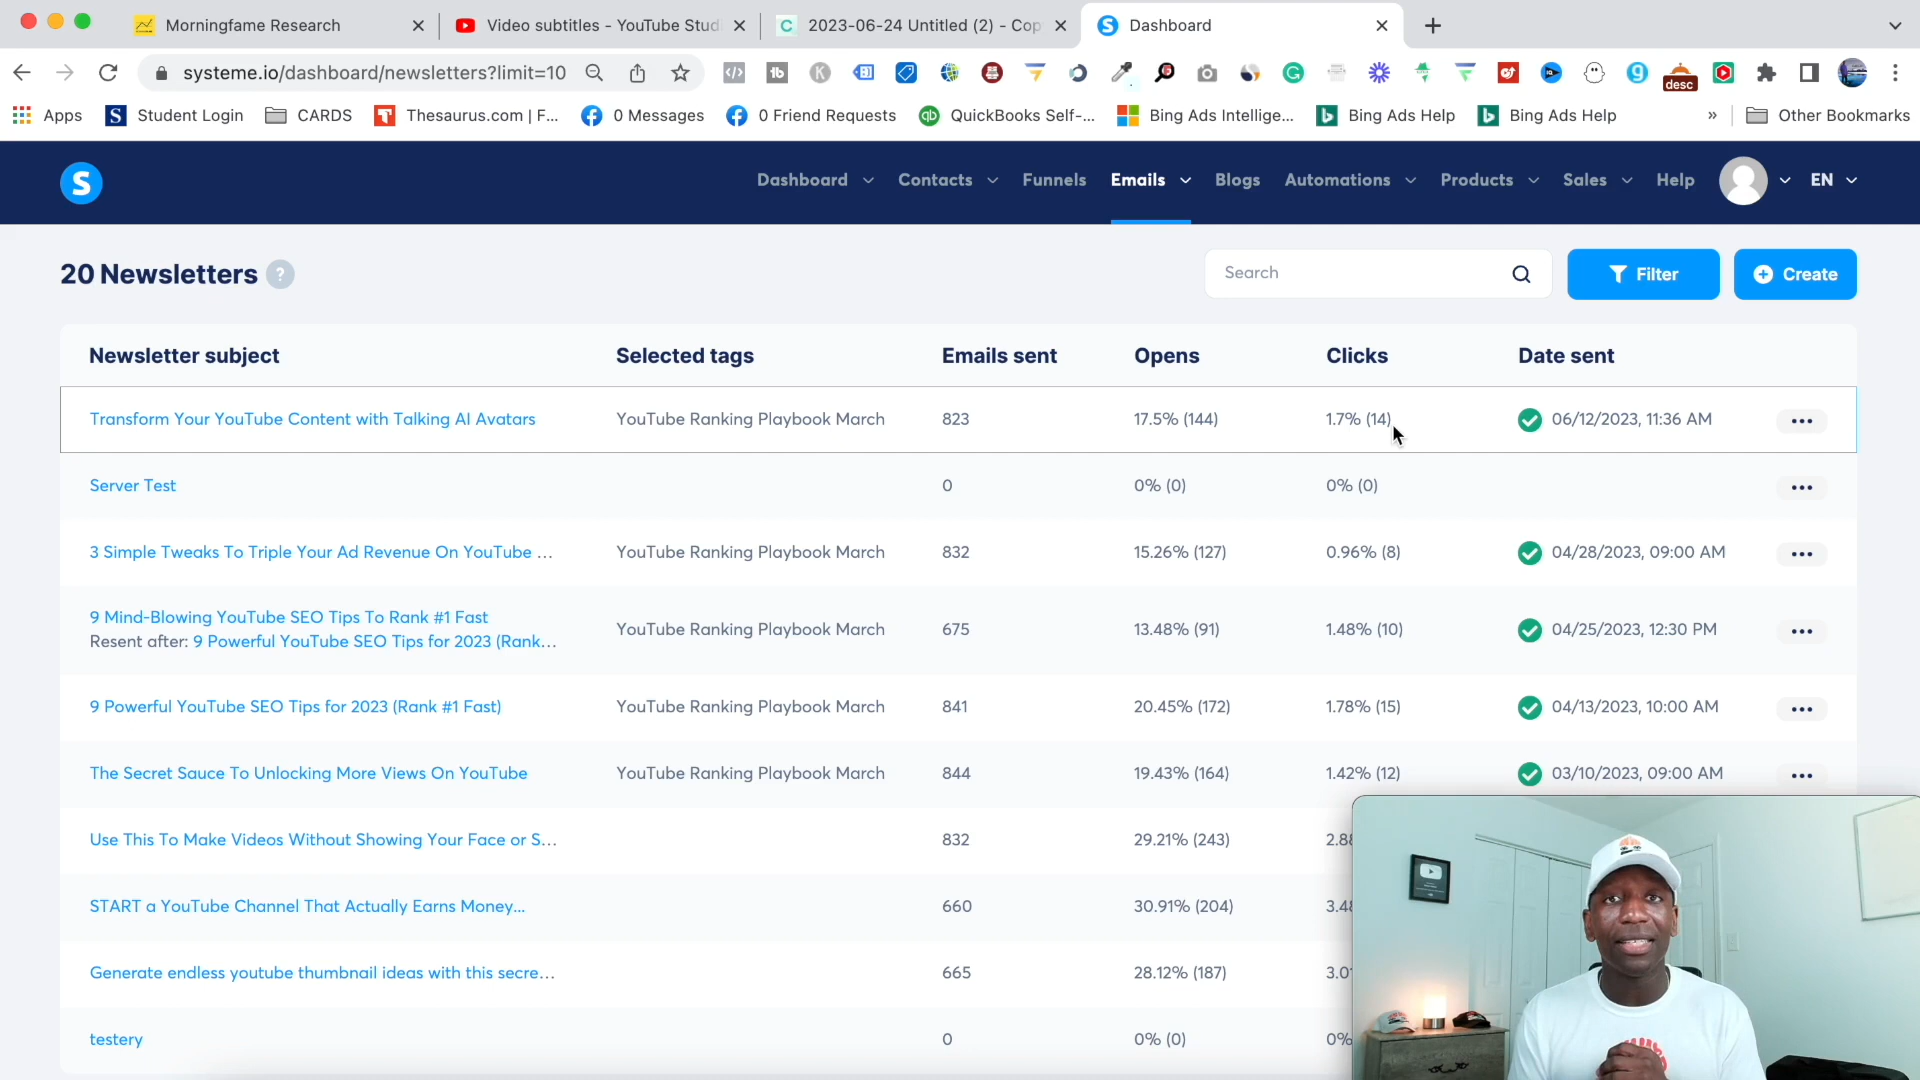 Morningfame Research
Video subtitles - YouTube Stud
2023-06-24 Untitled (2) - Cop
Dashboard
systeme.io/dashboard/newsletters?limit=10
desc
Apps
Student Login
CARDS
Thesaurus.com | F...
0 Messages
0 Friend Requests
QuickBooks Self-...
Bing Ads Intellige...
Bing Ads Help
Bing Ads Help
Other Bookmarks
Dashboard Contacts Funnels Emails Blogs Automations Products Sales Help EN
20 Newsletters
Search
Filter
Create
Newsletter subject Selected tags Emails sent Opens Clicks Date sent
Transform Your YouTube Content with Talking AI Avatars YouTube Ranking Playbook March 823 17.5% (144) 1.7% (14) 06/12/2023, 11:36 AM
Server Test 0 0% (0) 0% (0)
3 Simple Tweaks To Triple Your Ad Revenue On YouTube ... YouTube Ranking Playbook March 832 15.26% (127) 0.96% (8) 04/28/2023, 09:00 AM
9 Mind-Blowing YouTube SEO Tips To Rank #1 Fast
Resent after: 9 Powerful YouTube SEO Tips for 2023 (Rank... YouTube Ranking Playbook March 675 13.48% (91) 1.48% (10) 04/25/2023, 12:30 PM
9 Powerful YouTube SEO Tips for 2023 (Rank #1 Fast) YouTube Ranking Playbook March 841 20.45% (172) 1.78% (15) 04/13/2023, 10:00 AM
The Secret Sauce To Unlocking More Views On YouTube YouTube Ranking Playbook March 844 19.43% (164) 1.42% (12) 03/10/2023, 09:00 AM
Use This To Make Videos Without Showing Your Face or S... 832 29.21% (243) 2.88
START a YouTube Channel That Actually Earns Money... 660 30.91% (204) 3.48
Generate endless youtube thumbnail ideas with this secre... 665 28.12% (187) 3.01
testery 0 0% (0) 0%